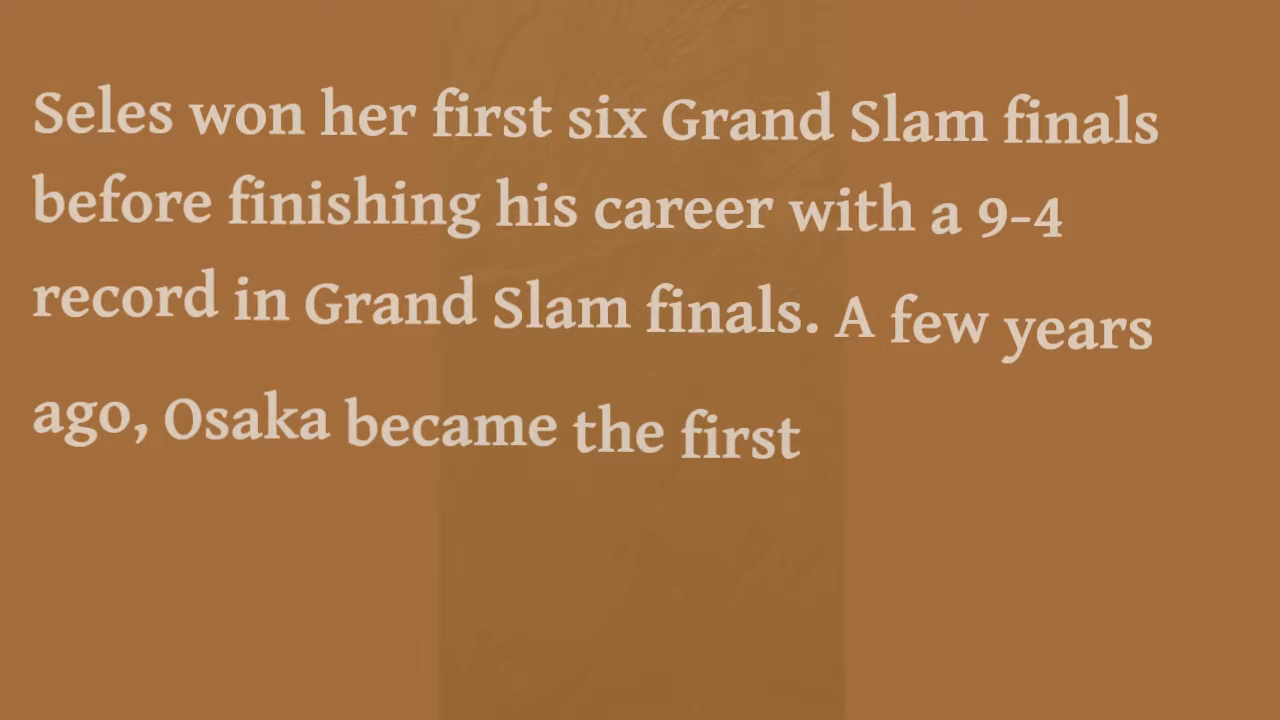 Seles won her first six Grand Slam finals
before finishing his career with a 9-4
record in Grand Slam finals. A few years
ago, Osaka became the first